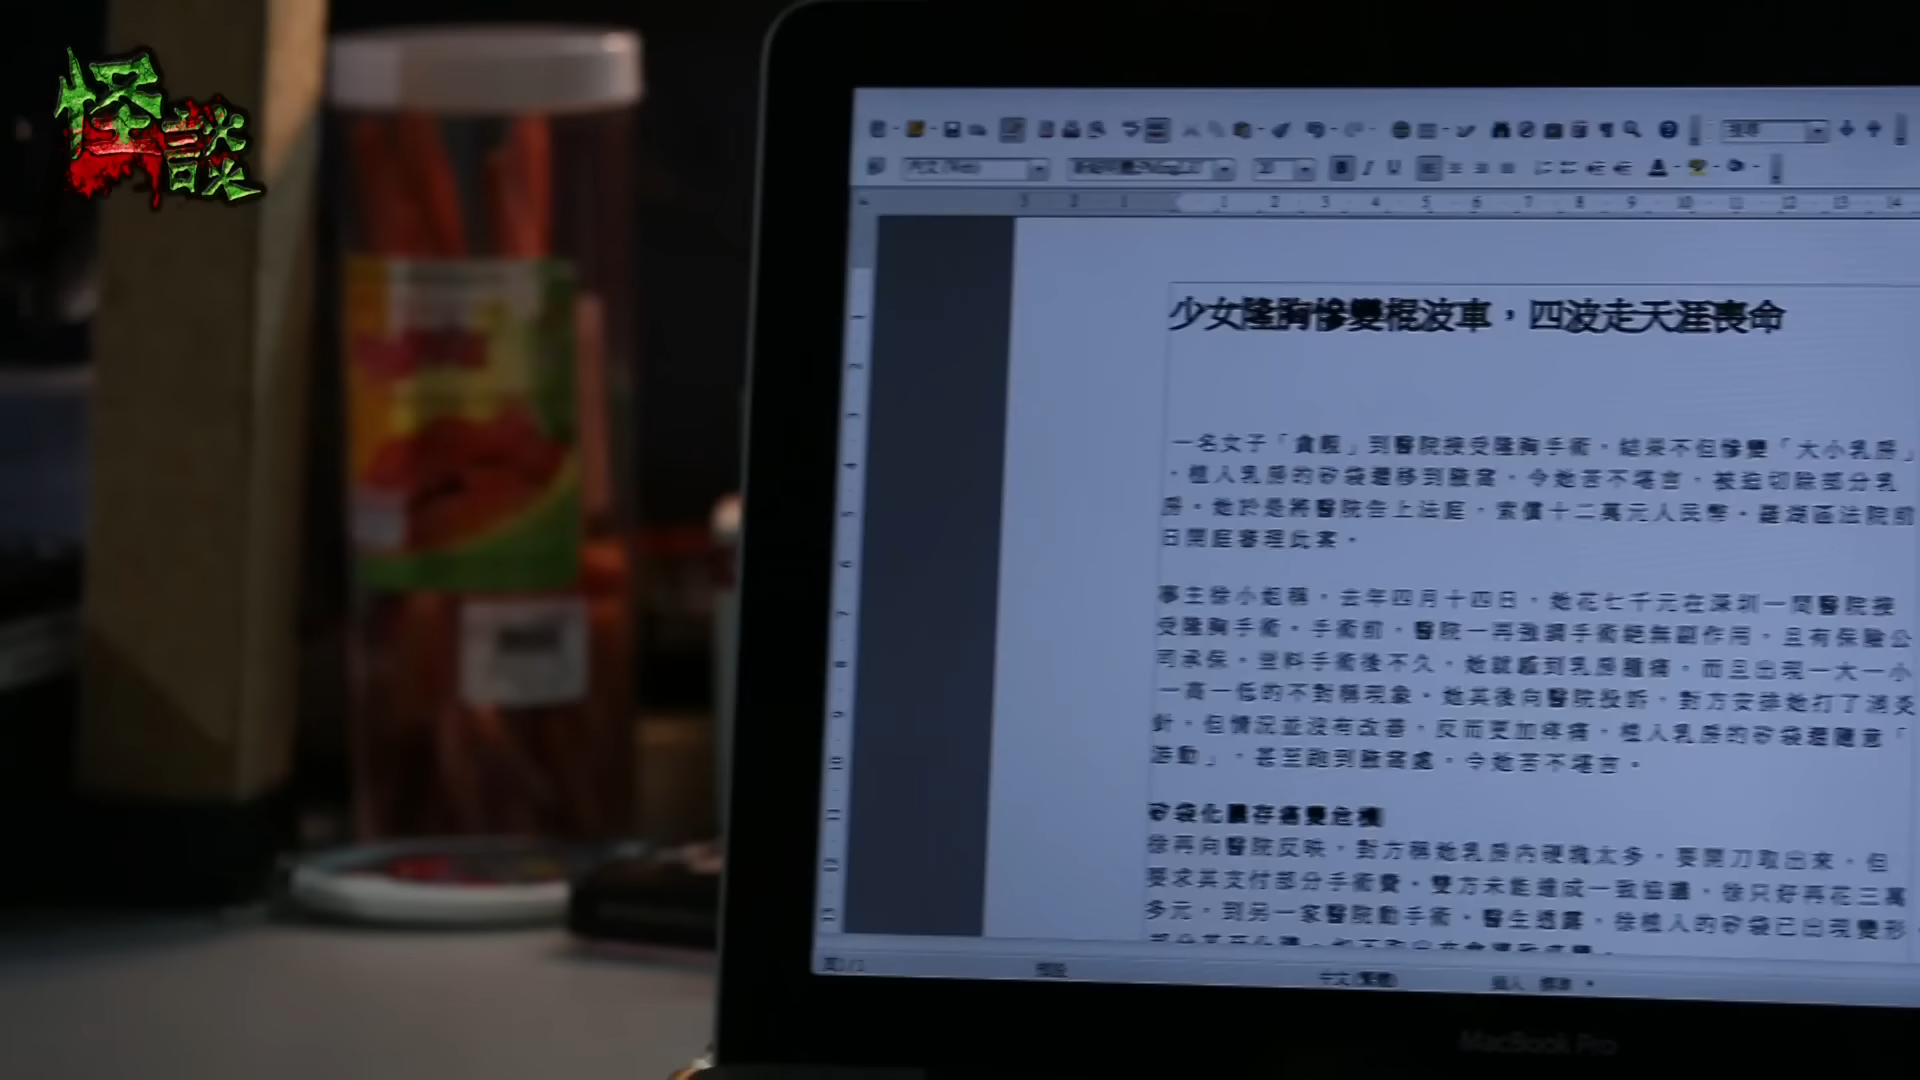 怪談
少女隆胸慘變棍波車，四波走天涯喪命
一名女子「貪靚」到醫院接受隆胸手術，結果不但慘變「大小乳房」
，植入乳房的矽袋還移到腋窩，令她苦不堪言，被迫切除部分乳
房。她於是將醫院告上法庭，索償十二萬元人民幣。羅湖區法院前
日開庭審理此案。
事主徐小姐稱，去年四月十四日，她花七千元在深圳一間醫院接
受隆胸手術。手術前，醫院一再強調手術絕無副作用，且有保險公
司承保。豈料手術後不久，她就感到乳房腫痛，而且出現一大一小
一高一低的不對稱現象。她其後向醫院投訴，對方安排她打了消炎
針，但情況並沒有改善，反而更加疼痛，植入乳房的矽袋還隨意「
游動」，甚至跑到腋窩處，令她苦不堪言。
矽袋化膿存癌變危機
徐再向醫院反映，對方稱她乳房內硬塊太多，要開刀取出來，但
要求其支付部分手術費。雙方未能達成一致協議，徐只好再花三萬
多元，到另一家醫院動手術。醫生透露，徐植入的矽袋已出現變形
MacBook Pro